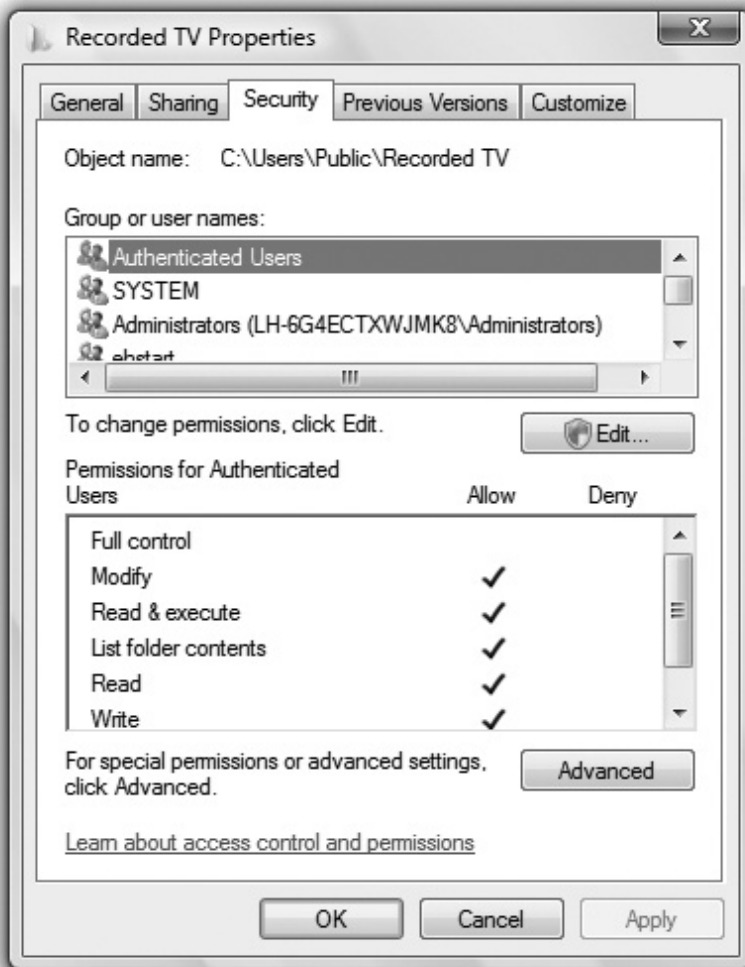 Recorded TV Properties
General Sharing Security Previous Versions Customize
Object name: C:\Users\Public\Recorded TV
Group or user names:
Authenticated Users
SYSTEM
Administrators (LH-6G4ECTXWJMK8\Administrators)
ebstart
To change permissions, click Edit.
Edit...
Permissions for Authenticated
Users Allow Deny
Full control
Modify
Read & execute
List folder contents
Read
Write
For special permissions or advanced settings,
click Advanced.
Advanced
Learn about access control and permissions
OK Cancel Apply